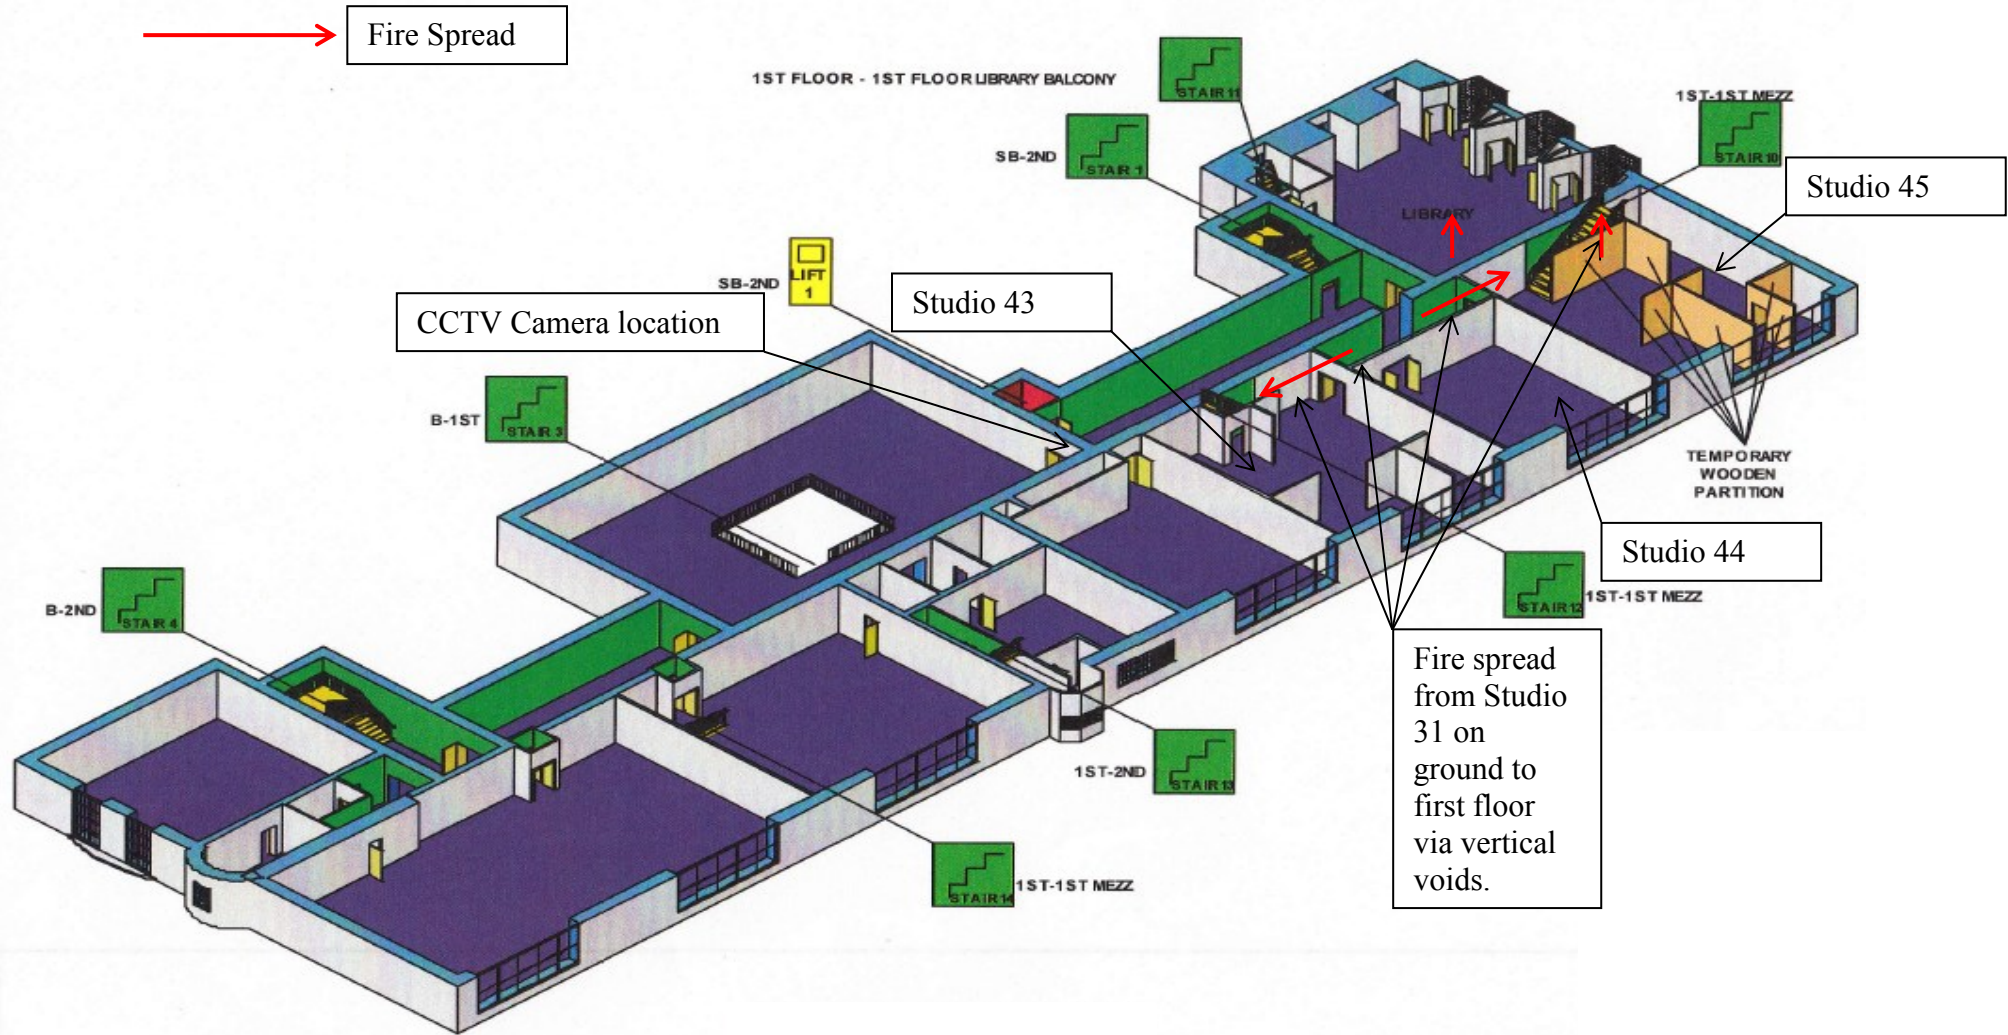 Fire Spread
1ST FLOOR - 1ST FLOOR LIBRARY BALCONY
STAIR 11
1ST-1ST MEZZ
STAIR 10
SB-2ND
STAIR 1
Studio 45
LIBRARY
SB-2ND
LIFT
1
Studio 43
CCTV Camera location
B-1ST
STAIR 3
TEMPORARY
WOODEN
PARTITION
Studio 44
B-2ND
STAIR 4
STAIR 12
1ST-1ST MEZZ
Fire spread
from Studio
31 on
ground to
first floor
via vertical
voids.
1ST-2ND
STAIR 13
STAIR 14
1ST-1ST MEZZ